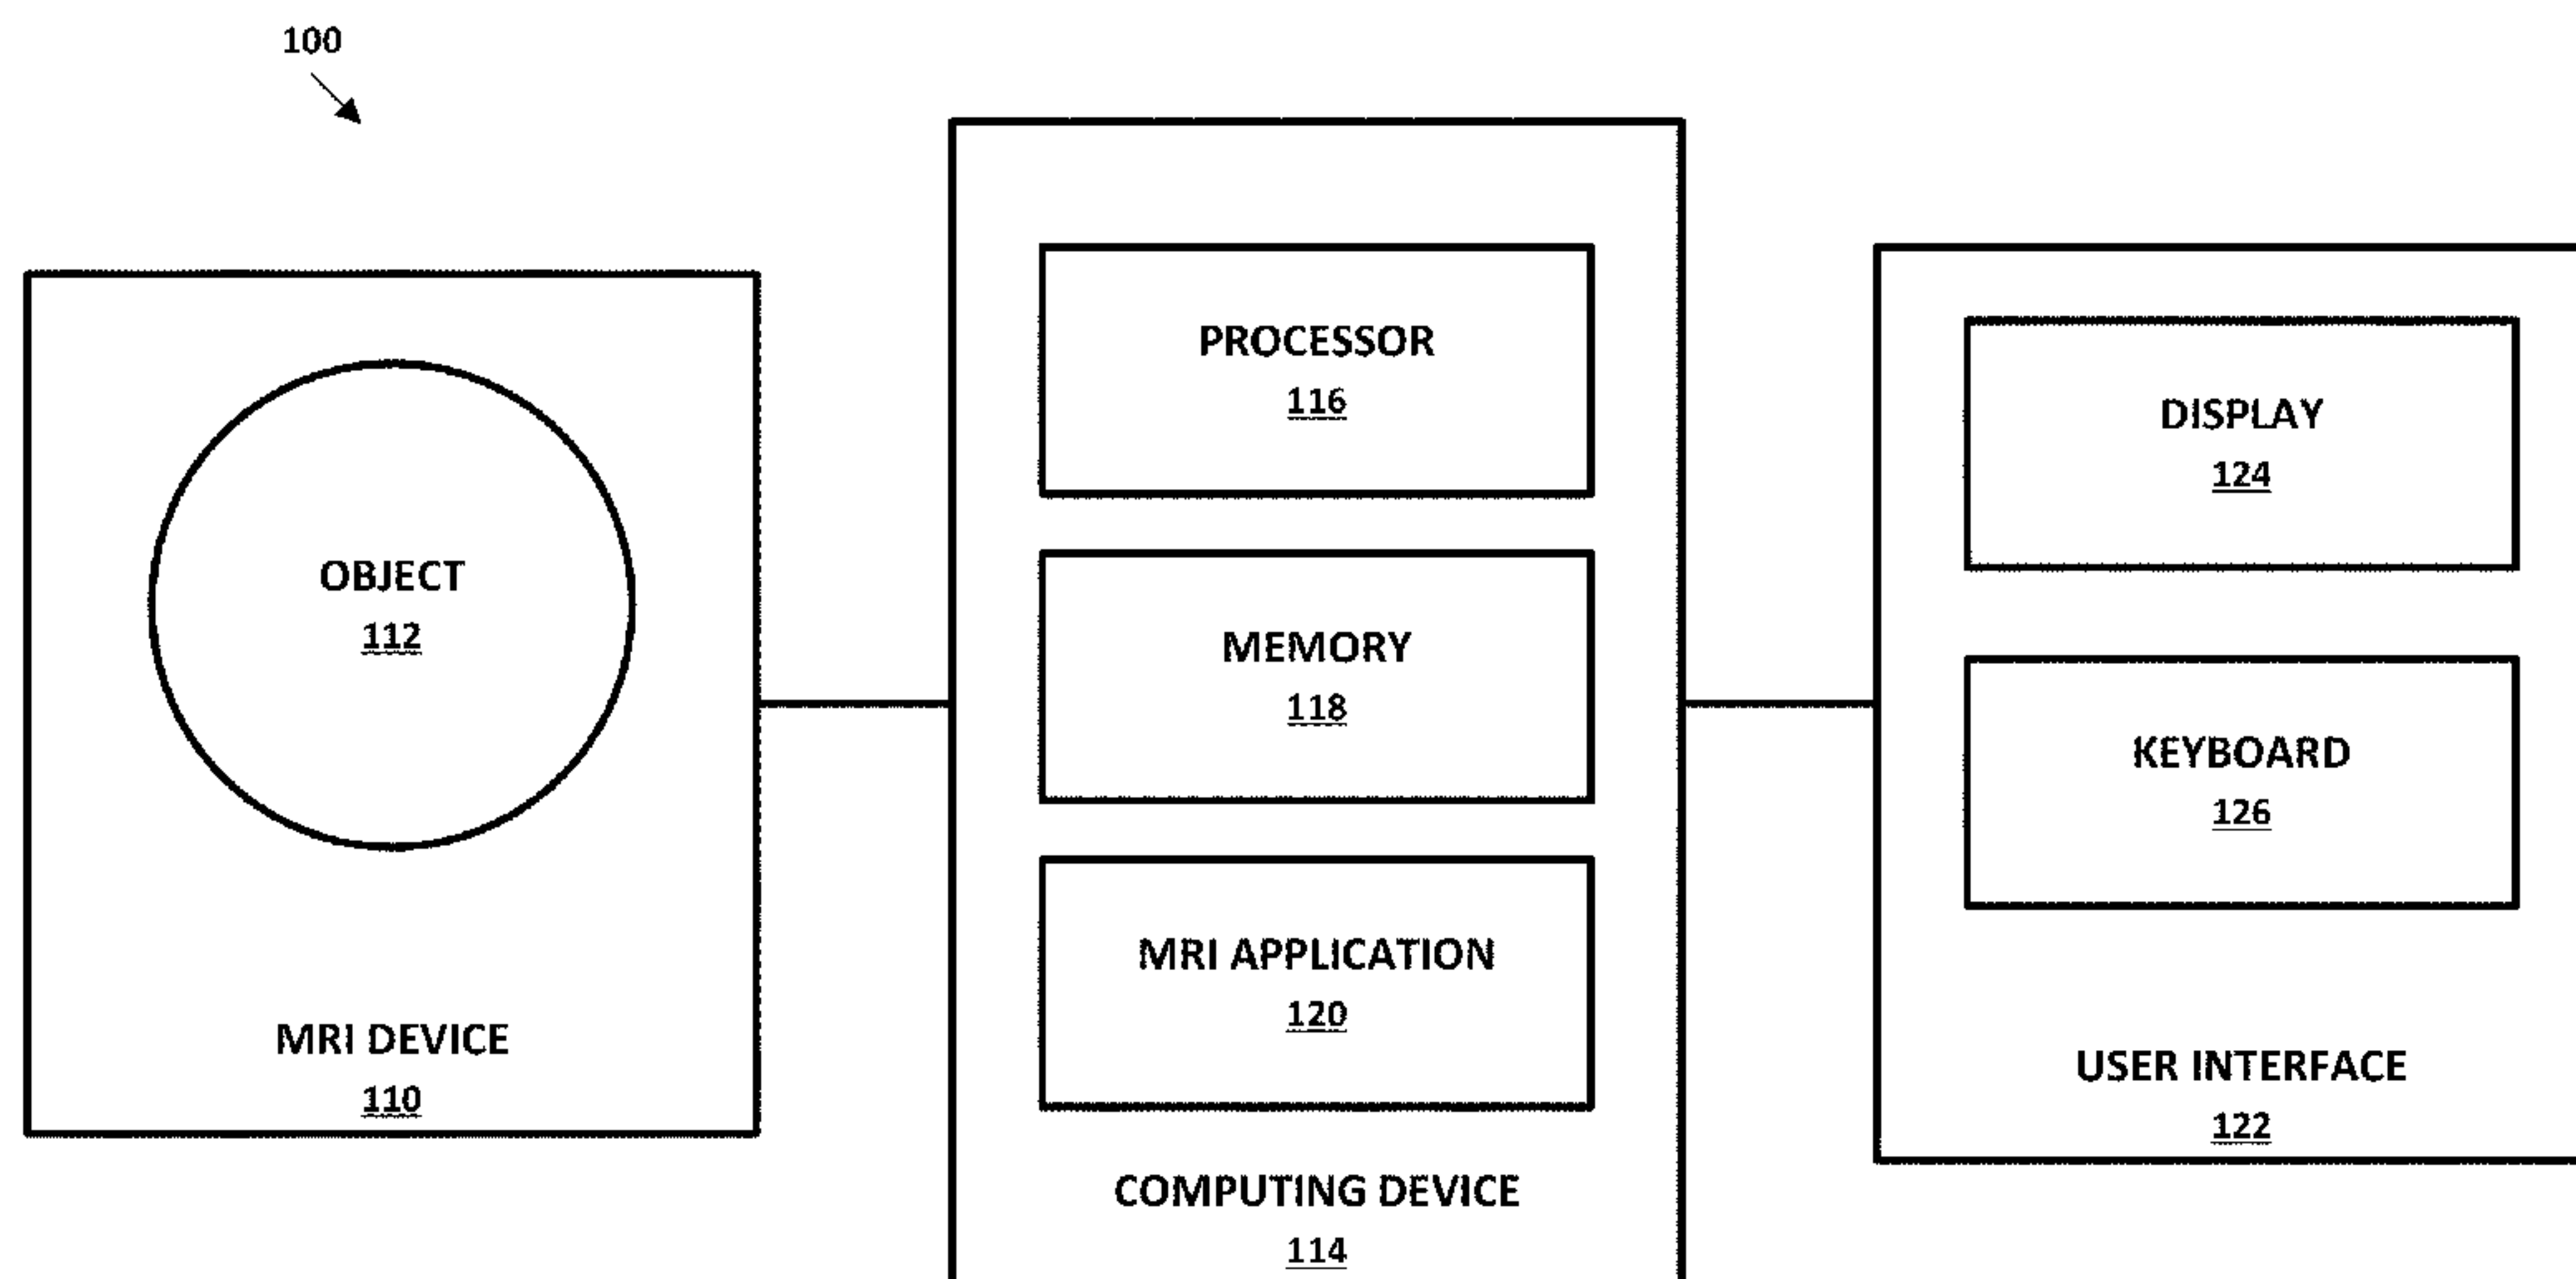 100
OBJECT
112
MRI DEVICE
110
PROCESSOR
116
MEMORY
118
MRI APPLICATION
120
COMPUTING DEVICE
114
DISPLAY
124
KEYBOARD
126
USER INTERFACE
122